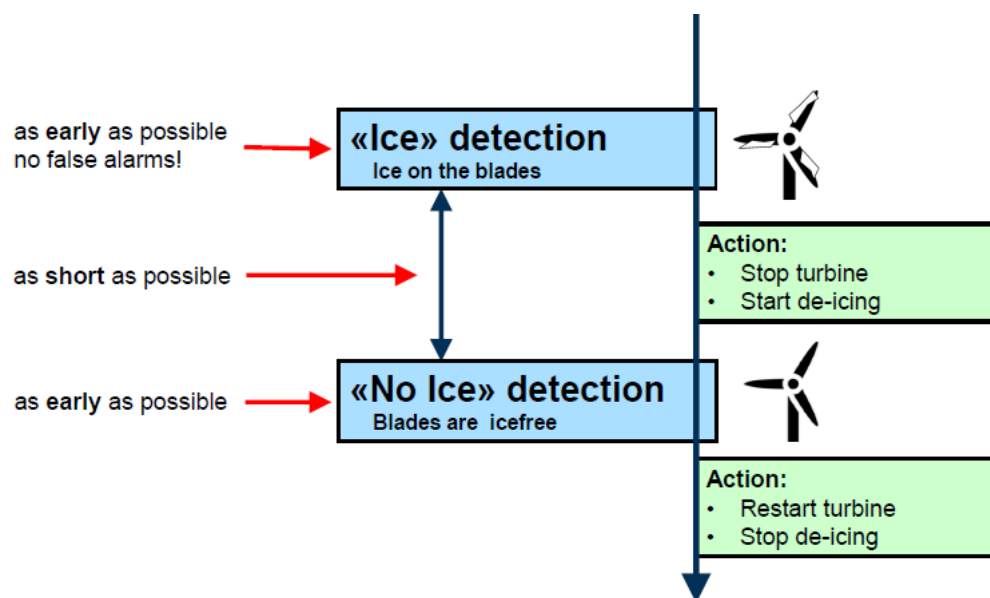 as early as possible
no false alarms!
«Ice» detection
Ice on the blades
Action:
• Stop turbine
• Start de-icing
as short as possible
«No Ice» detection
Blades are icefree
as early as possible
Action:
• Restart turbine
• Stop de-icing